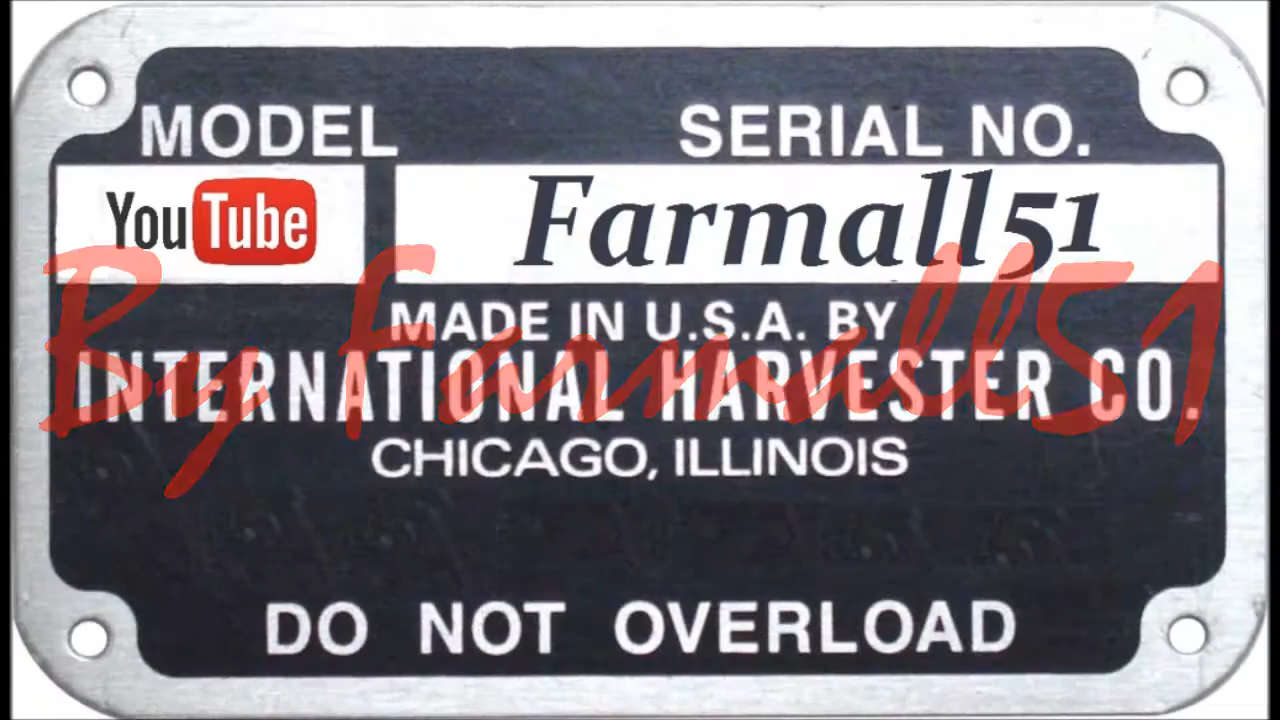 MODEL SERIAL NO.
YouTube Farmall51
By Farmall51
MADE IN U.S.A. BY
INTERNATIONAL HARVESTER CO.
CHICAGO, ILLINOIS
DO NOT OVERLOAD